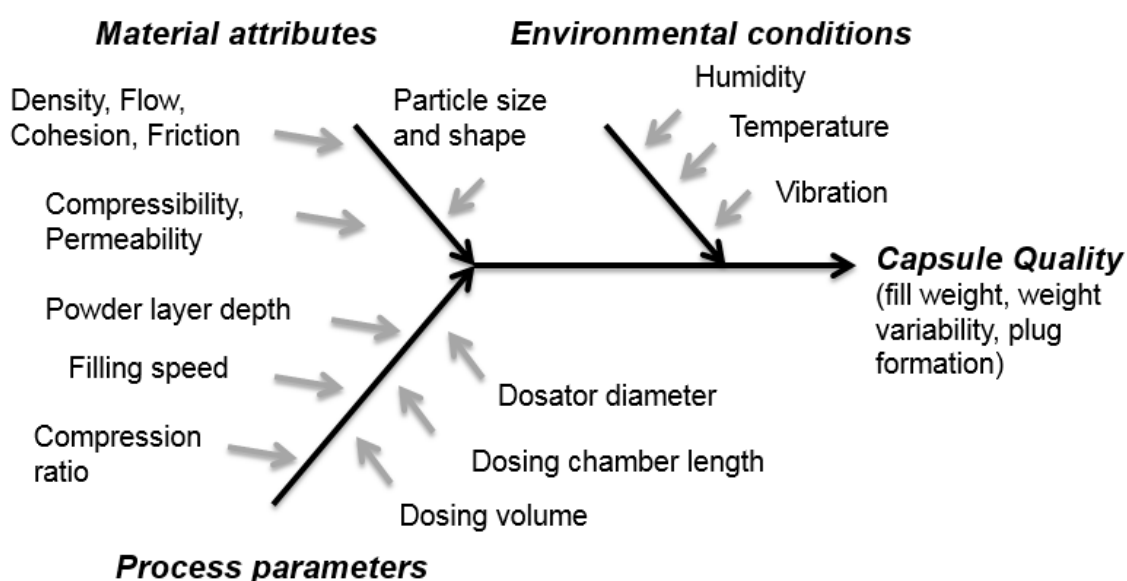 Material attributes
Environmental conditions
Density, Flow,
Cohesion, Friction
Particle size
and shape
Humidity
Temperature
Vibration
Compressibility,
Permeability
Capsule Quality
(fill weight, weight
variability, plug
formation)
Powder layer depth
Filling speed
Compression
ratio
Dosator diameter
Dosing chamber length
Dosing volume
Process parameters